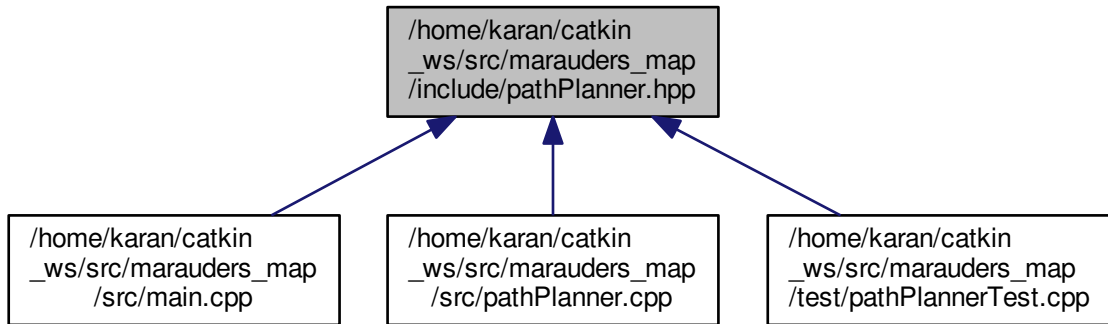 /home/karan/catkin
_ws/src/marauders_map
/include/pathPlanner.hpp
/home/karan/catkin
_ws/src/marauders_map
/src/main.cpp
/home/karan/catkin
_ws/src/marauders_map
/src/pathPlanner.cpp
/home/karan/catkin
_ws/src/marauders_map
/test/pathPlannerTest.cpp